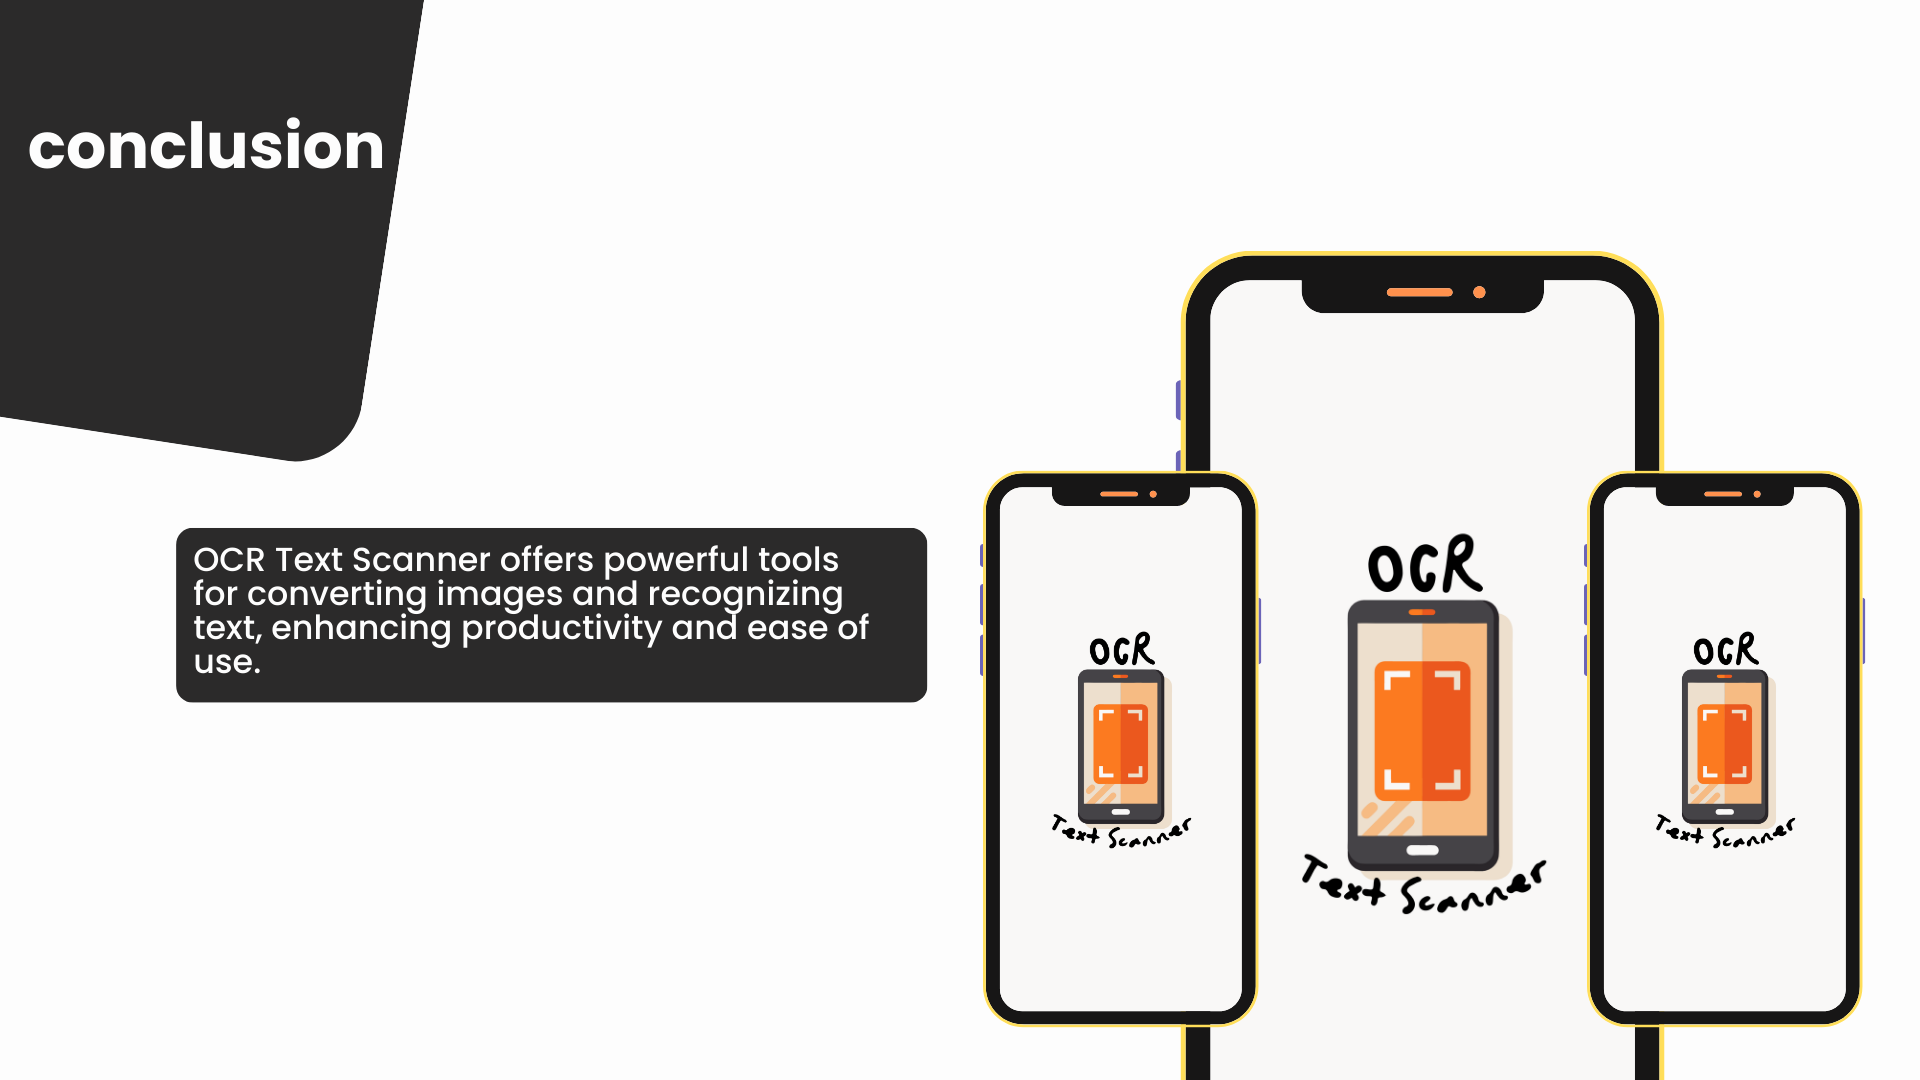 conclusion
OCR Text Scanner offers powerful tools
for converting images and recognizing
text, enhancing productivity and ease of
use.
OCR
Text Scanner
OCR
Text Scanner
OCR
Text Scanner